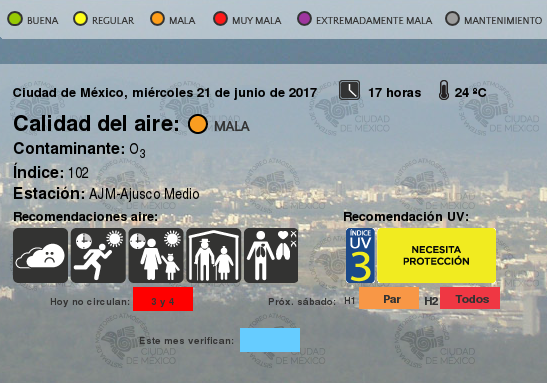 BUENA REGULAR MALA MUY MALA EXTREMADAMENTE MALA MANTENIMIENTO
Ciudad de México, miércoles 21 de junio de 2017 17 horas 24 ºC
Calidad del aire: MALA
Contaminante: O3
Índice: 102
Estación: AJM-Ajusco Medio
Recomendaciones aire: Recomendación UV:
ÍNDICE
UV
3
NECESITA
PROTECCIÓN
Hoy no circulan: 3 y 4 Próx. sábado: H1 Par H2 Todos
Este mes verifican:
CIUDAD
DE MÉXICO